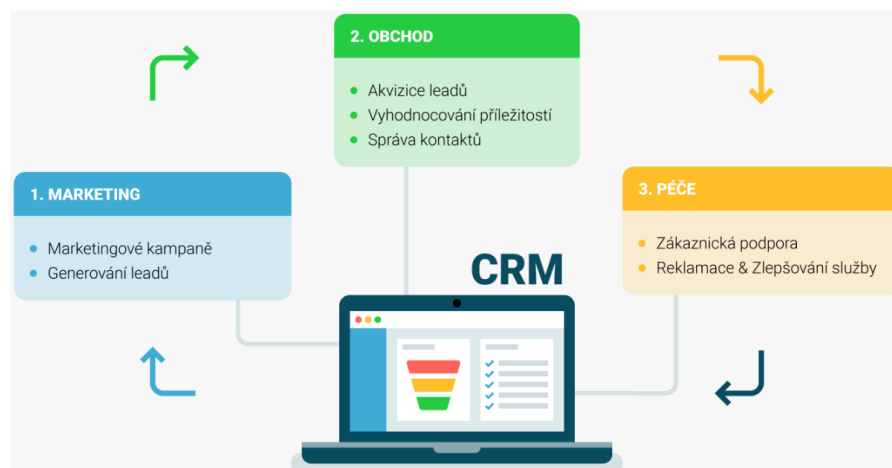 2. OBCHOD
Akvizice leadů
Vyhodnocování příležitostí
Správa kontaktů
1. MARKETING
Marketingové kampaně
Generování leadů
3. PÉČE
Zákaznická podpora
Reklamace & Zlepšování služby
CRM